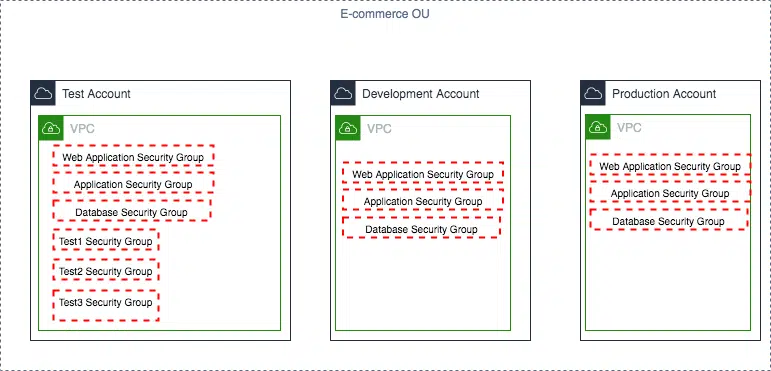 E-commerce OU
Test Account
VPC
Web Application Security Group
Application Security Group
Database Security Group
Test1 Security Group
Test2 Security Group
Test3 Security Group
Development Account
VPC
Web Application Security Group
Application Security Group
Database Security Group
Production Account
VPC
Web Application Security Group
Application Security Group
Database Security Group